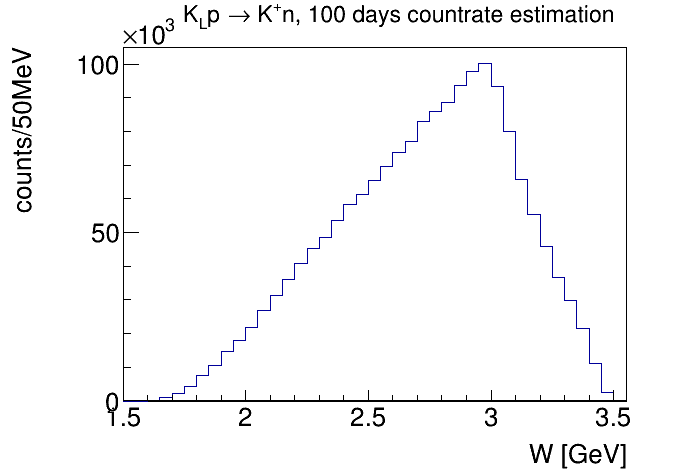 K_L p → K⁺n, 100 days countrate estimation
×10³
counts/50MeV
100
50
0
1.5 2 2.5 3 3.5
W [GeV]